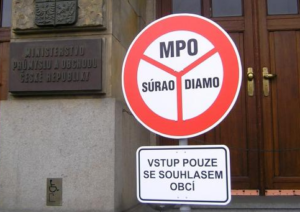 MINISTERSTVO
PRŮMYSLU A OBCHODU
ČESKÉ REPUBLIKY
MPO
SÚRAO DIAMO
VSTUP POUZE
SE SOUHLASEM
OBCÍ